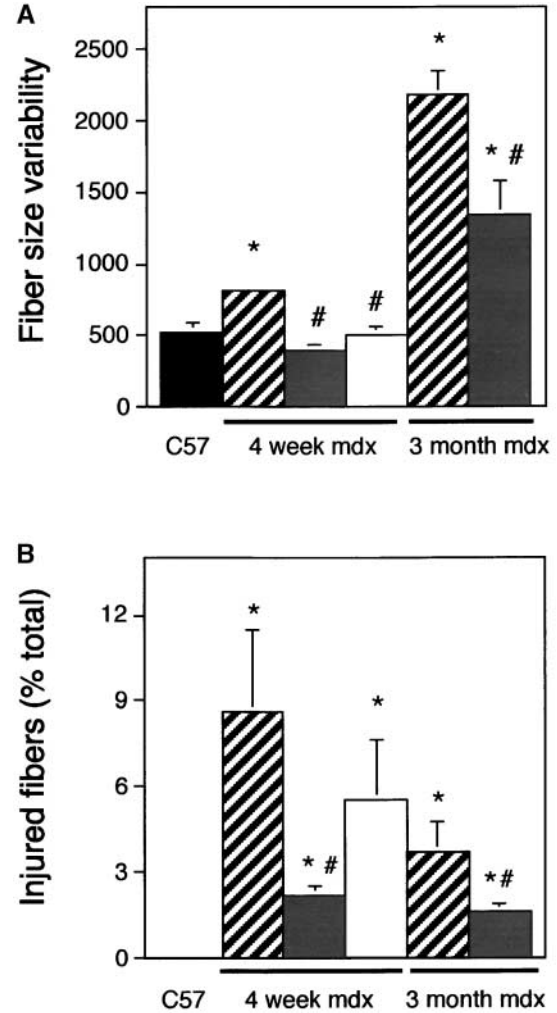 A
Fiber size variability
2500
2000
1500
1000
500
0
*
#
#
*
* #
C57
4 week mdx
3 month mdx
B
Injured fibers (% total)
12
9
6
3
0
*
* #
*
*
* #
C57
4 week mdx
3 month mdx